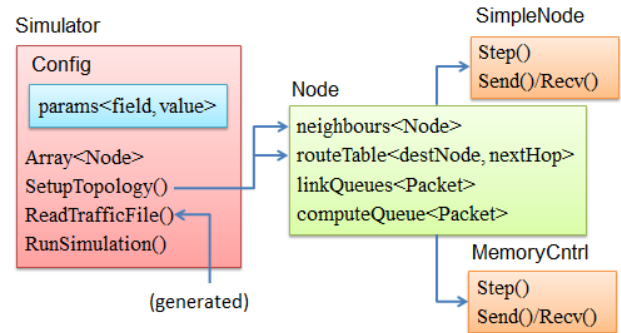 Simulator
Config
params<field, value>
Array<Node>
SetupTopology()
ReadTrafficFile()
RunSimulation()
(generated)
Node
neighbours<Node>
routeTable<destNode, nextHop>
linkQueues<Packet>
computeQueue<Packet>
SimpleNode
Step()
Send()/Recv()
MemoryCntrl
Step()
Send()/Recv()